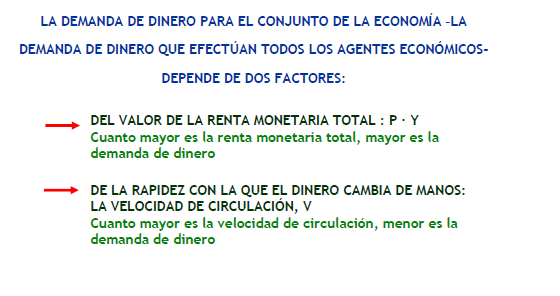 LA DEMANDA DE DINERO PARA EL CONJUNTO DE LA ECONOMÍA –LA
DEMANDA DE DINERO QUE EFECTÚAN TODOS LOS AGENTES ECONÓMICOS–
DEPENDE DE DOS FACTORES:
DEL VALOR DE LA RENTA MONETARIA TOTAL : P · Y
Cuanto mayor es la renta monetaria total, mayor es la
demanda de dinero
DE LA RAPIDEZ CON LA QUE EL DINERO CAMBIA DE MANOS:
LA VELOCIDAD DE CIRCULACIÓN, V
Cuanto mayor es la velocidad de circulación, menor es la
demanda de dinero